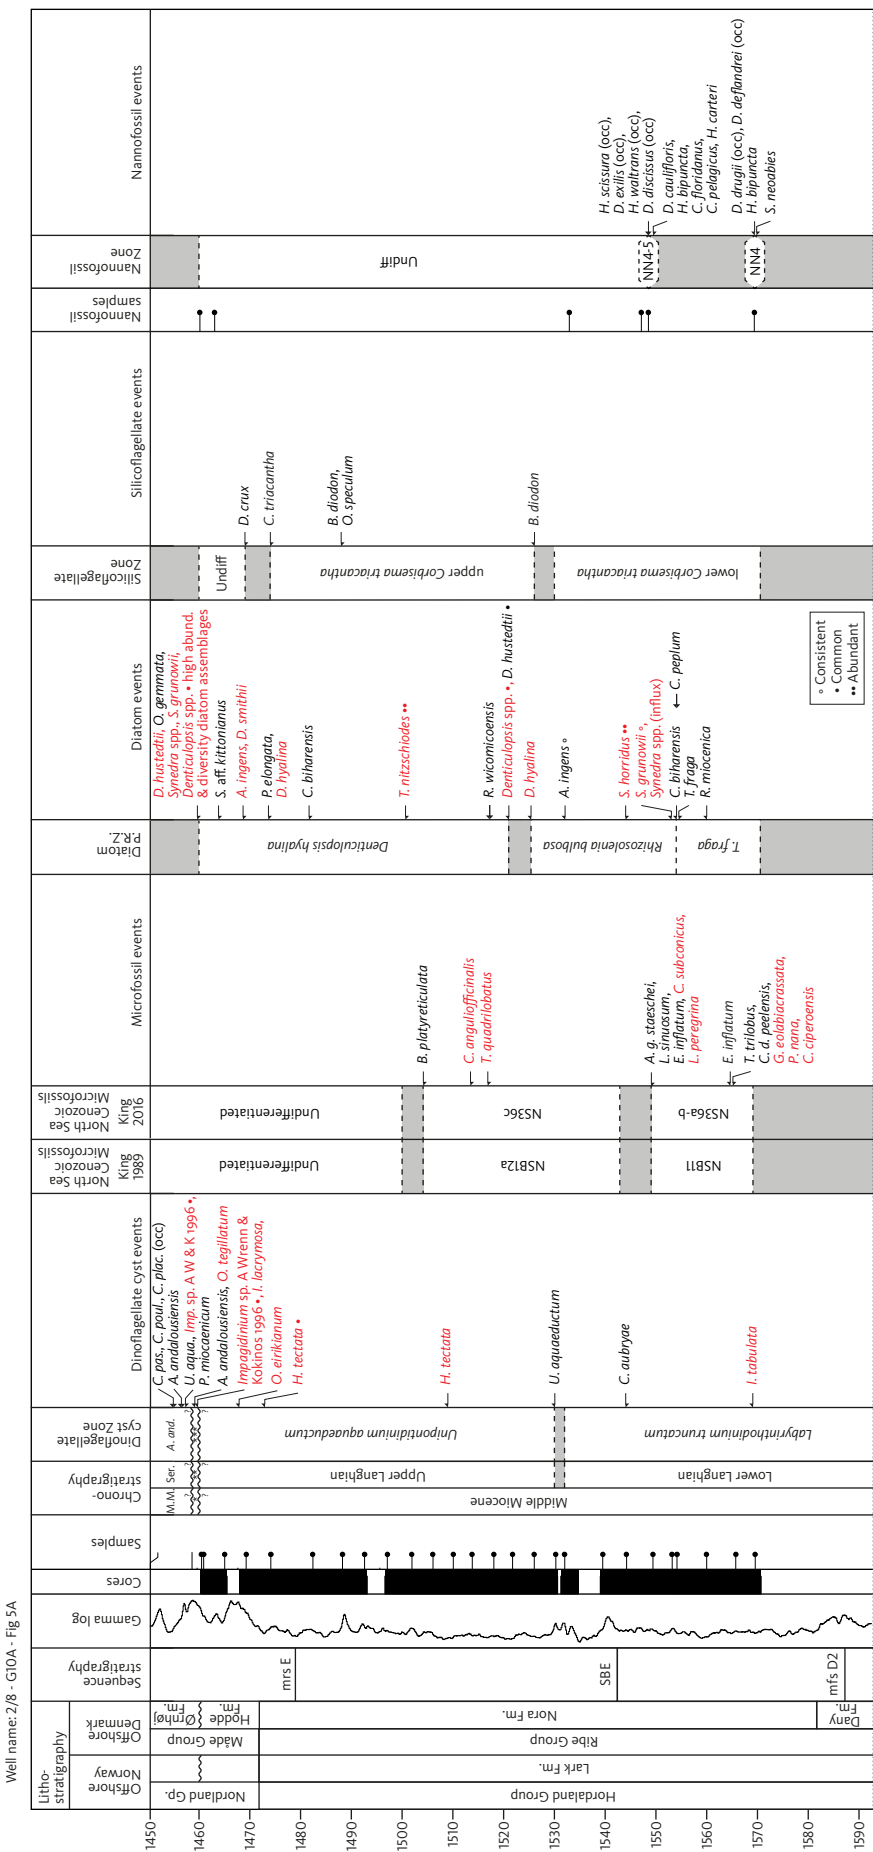 Well name: 2/8 - G10A - Fig 5A
Litho-
stratigraphy
Offshore
Norway
Offshore
Denmark
Sequence
stratigraphy
Gamma log
Cores
Samples
Chrono-
stratigraphy
Dinoflagellate
cyst Zone
Dinoflagellate cyst events
North Sea
Cenozoic
Microfossils
King
1989
North Sea
Cenozoic
Microfossils
King
2016
Microfossil events
Diatom
P.R.Z.
Diatom events
Silicoflagellate
Zone
Silicoflagellate events
Nannofossil
samples
Nannofossil
Zone
Nannofossil events
1450
1460
1470
1480
1490
1500
1510
1520
1530
1540
1550
1560
1570
1580
1590
Nordland Gp.
Hordaland Group
Lark Fm.
Måde Group
Ribe Group
Ørnhøj
Fm.
Hodde
Fm.
Nora Fm.
Dany
Fm.
mrs E
SBE
mfs D2
M.M.
Ser.
Middle Miocene
Upper Langhian
Lower Langhian
?
?
?
?
A. and.
Unipontidinium aquaeductum
Labyrinthodinium truncatum
C. pas., C. poul., C. plac. (occ)
A. andalousiensis
U. aqua., Imp. sp. A W & K 1996 •,
P. miocaenicum
A. andalousiensis, O. tegillatum
Impagidinium sp. A Wrenn &
Kokinos 1996 •, I. lacrymosa,
O. eirikianum
H. tectata •
H. tectata
U. aquaeductum
C. aubryae
I. tabulata
Undifferentiated
NSB12a
NSB11
Undifferentiated
NS36c
NS36a-b
B. platyreticulata
C. anguliofficinalis
T. quadrilobatus
A. g. staeschei,
L. sinuosum,
E. inflatum, C. subconicus,
L. peregrina
E. inflatum
T. trilobus,
C. d. peelensis,
G. eolabiacrassata,
P. nana,
C. ciperoensis
Denticulopsis hyalina
Rhizosolenia bulbosa
T. fraga
D. hustedtii, O. gemmata,
Synedra spp., S. grunowii,
Denticulopsis spp. • high abund.
& diversity diatom assemblages
S. aff. kittonianus
A. ingens, D. smithii
P. elongata,
D. hyalina
C. biharensis
T. nitzschiodes ••
R. wicomicoensis
Denticulopsis spp. •, D. hustedtii •
D. hyalina
A. ingens °
S. horridus ••
S. grunowii °,
Synedra spp. (influx)
C. biharensis
C. peplum
T. fraga
R. miocenica
° Consistent
• Common
•• Abundant
Undiff
upper Corbisema triacantha
lower Corbisema triacantha
D. crux
C. triacantha
B. diodon,
O. speculum
B. diodon
Undiff
NN4-5
NN4
H. scissura (occ),
D. exilis (occ),
H. waltrans (occ),
D. discissus (occ)
D. caulifloris,
H. bipuncta,
C. floridanus,
C. pelagicus, H. carteri
D. drugii (occ), D. deflandrei (occ)
H. bipuncta
S. neoabies